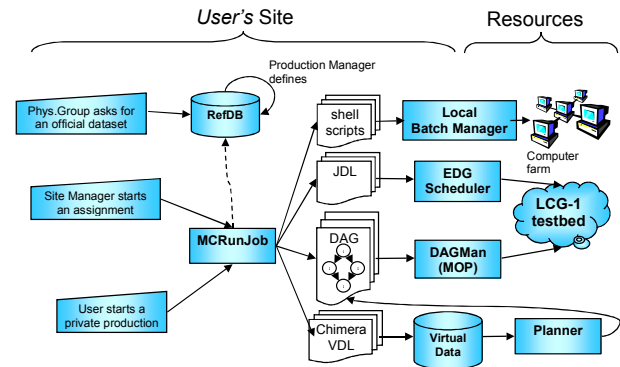 User's Site
Resources
Production Manager
defines
Phys.Group asks for
an official dataset
RefDB
shell
scripts
Local
Batch Manager
Computer
farm
JDL
EDG
Scheduler
Site Manager starts
an assignment
LCG-1
testbed
MCRunJob
DAG
DAGMan
(MOP)
User starts a
private production
Chimera
VDL
Virtual
Data
Planner